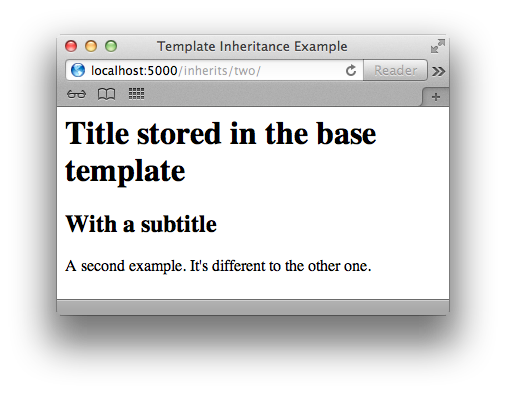 Template Inheritance Example
localhost:5000/inherits/two/
Reader
Title stored in the base
template
With a subtitle
A second example. It's different to the other one.